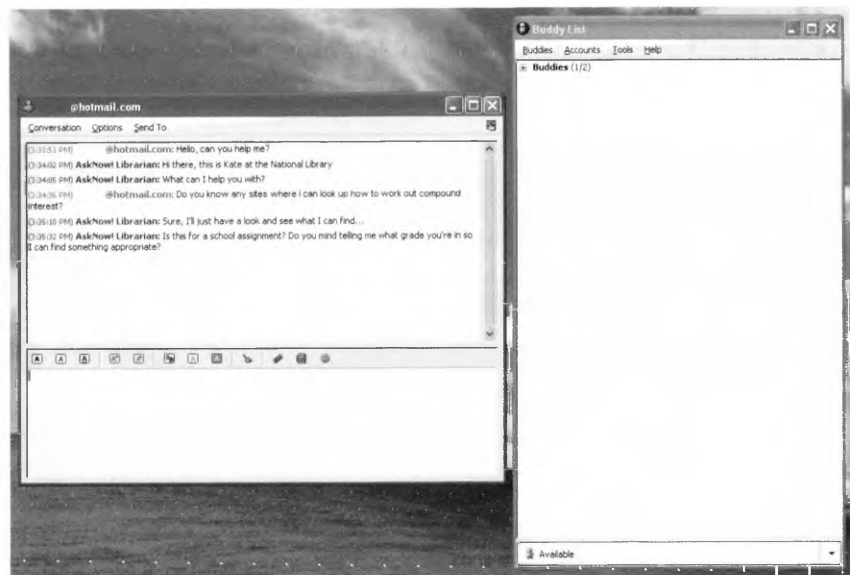 Buddy List
Buddies Accounts Tools Help
Buddies (1/2)
@hotmail.com
Conversation Options Send To
(3:33:51 PM) @hotmail.com: Hello, can you help me?
(3:34:02 PM) AskNow! Librarian: Hi there, this is Kate at the National Library
(3:34:05 PM) AskNow! Librarian: What can I help you with?
(3:34:36 PM) @hotmail.com: Do you know any sites where I can look up how to work out compound
interest?
(3:35:10 PM) AskNow! Librarian: Sure, I'll just have a look and see what I can find...
(3:35:32 PM) AskNow! Librarian: Is this for a school assignment? Do you mind telling me what grade you're in so
I can find something appropriate?
Available